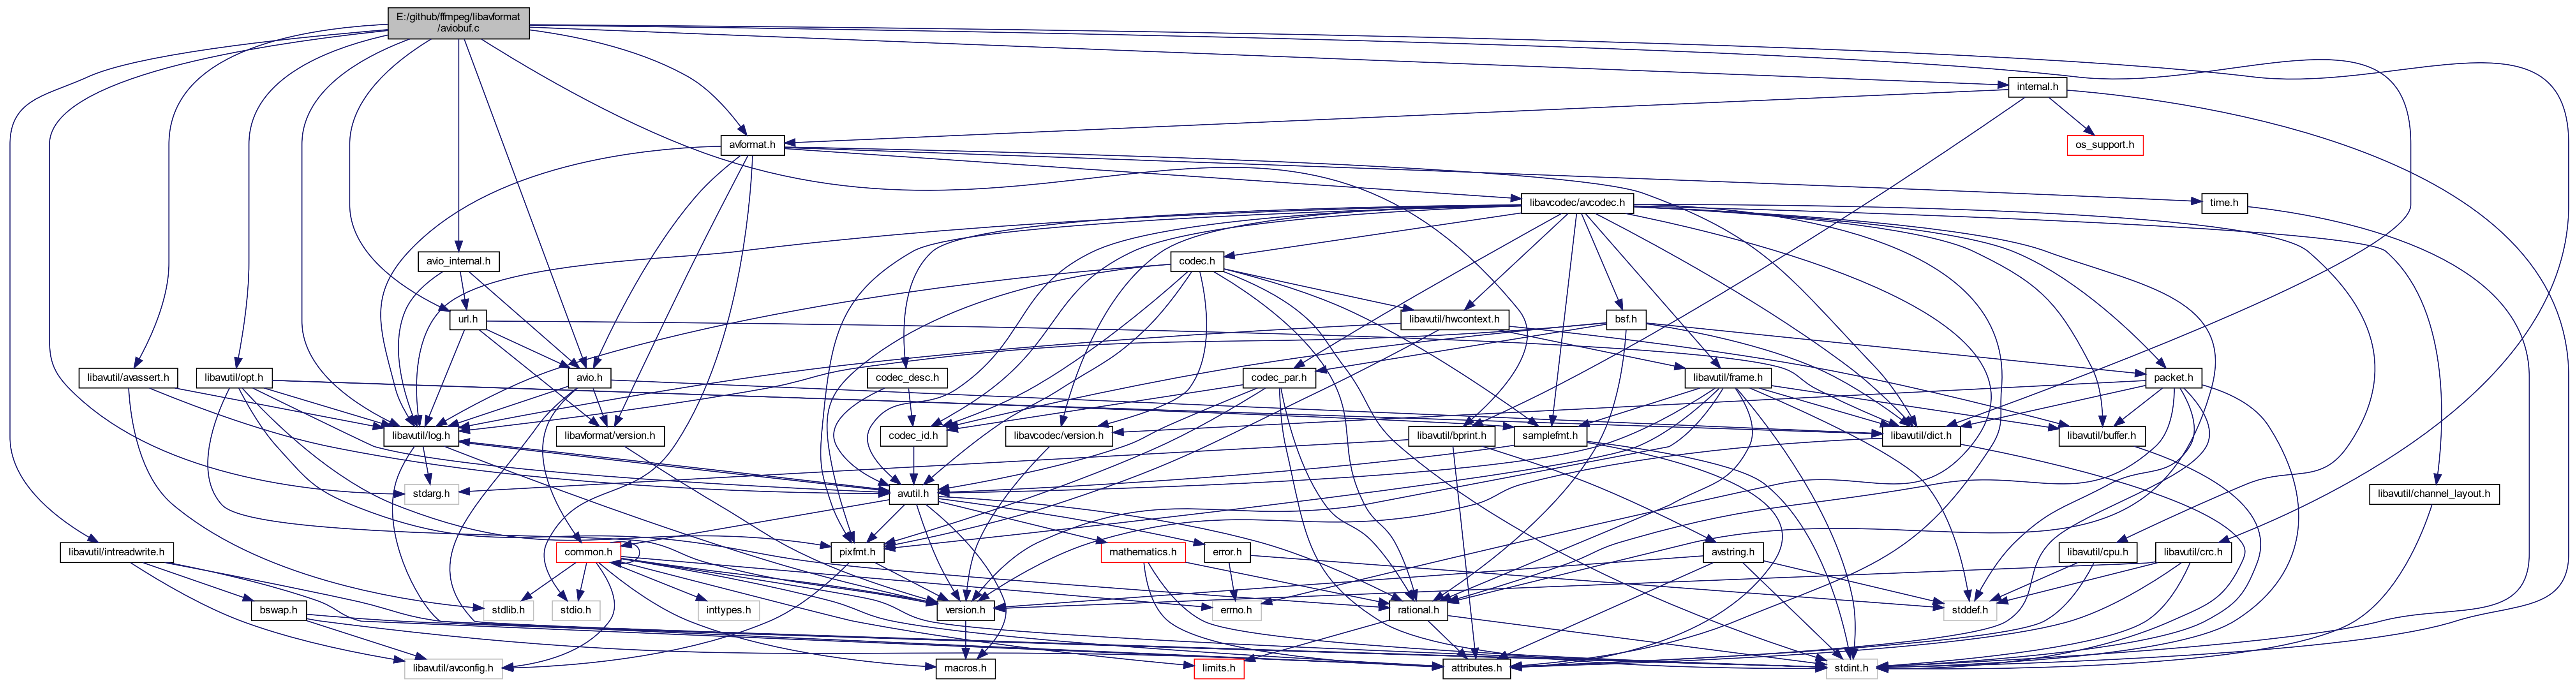 E:/github/ffmpeg/libavformat
/aviobuf.c
internal.h
avformat.h
os_support.h
libavcodec/avcodec.h
time.h
avio_internal.h
codec.h
url.h
libavutil/hwcontext.h
bsf.h
libavutil/avassert.h
libavutil/opt.h
avio.h
codec_desc.h
codec_par.h
libavutil/frame.h
packet.h
libavutil/log.h
libavformat/version.h
codec_id.h
libavcodec/version.h
libavutil/bprint.h
samplefmt.h
libavutil/dict.h
libavutil/buffer.h
stdarg.h
avutil.h
libavutil/channel_layout.h
libavutil/intreadwrite.h
common.h
pixfmt.h
mathematics.h
error.h
avstring.h
libavutil/cpu.h
libavutil/crc.h
bswap.h
stdlib.h
stdio.h
inttypes.h
version.h
errno.h
rational.h
stddef.h
libavutil/avconfig.h
macros.h
limits.h
attributes.h
stdint.h